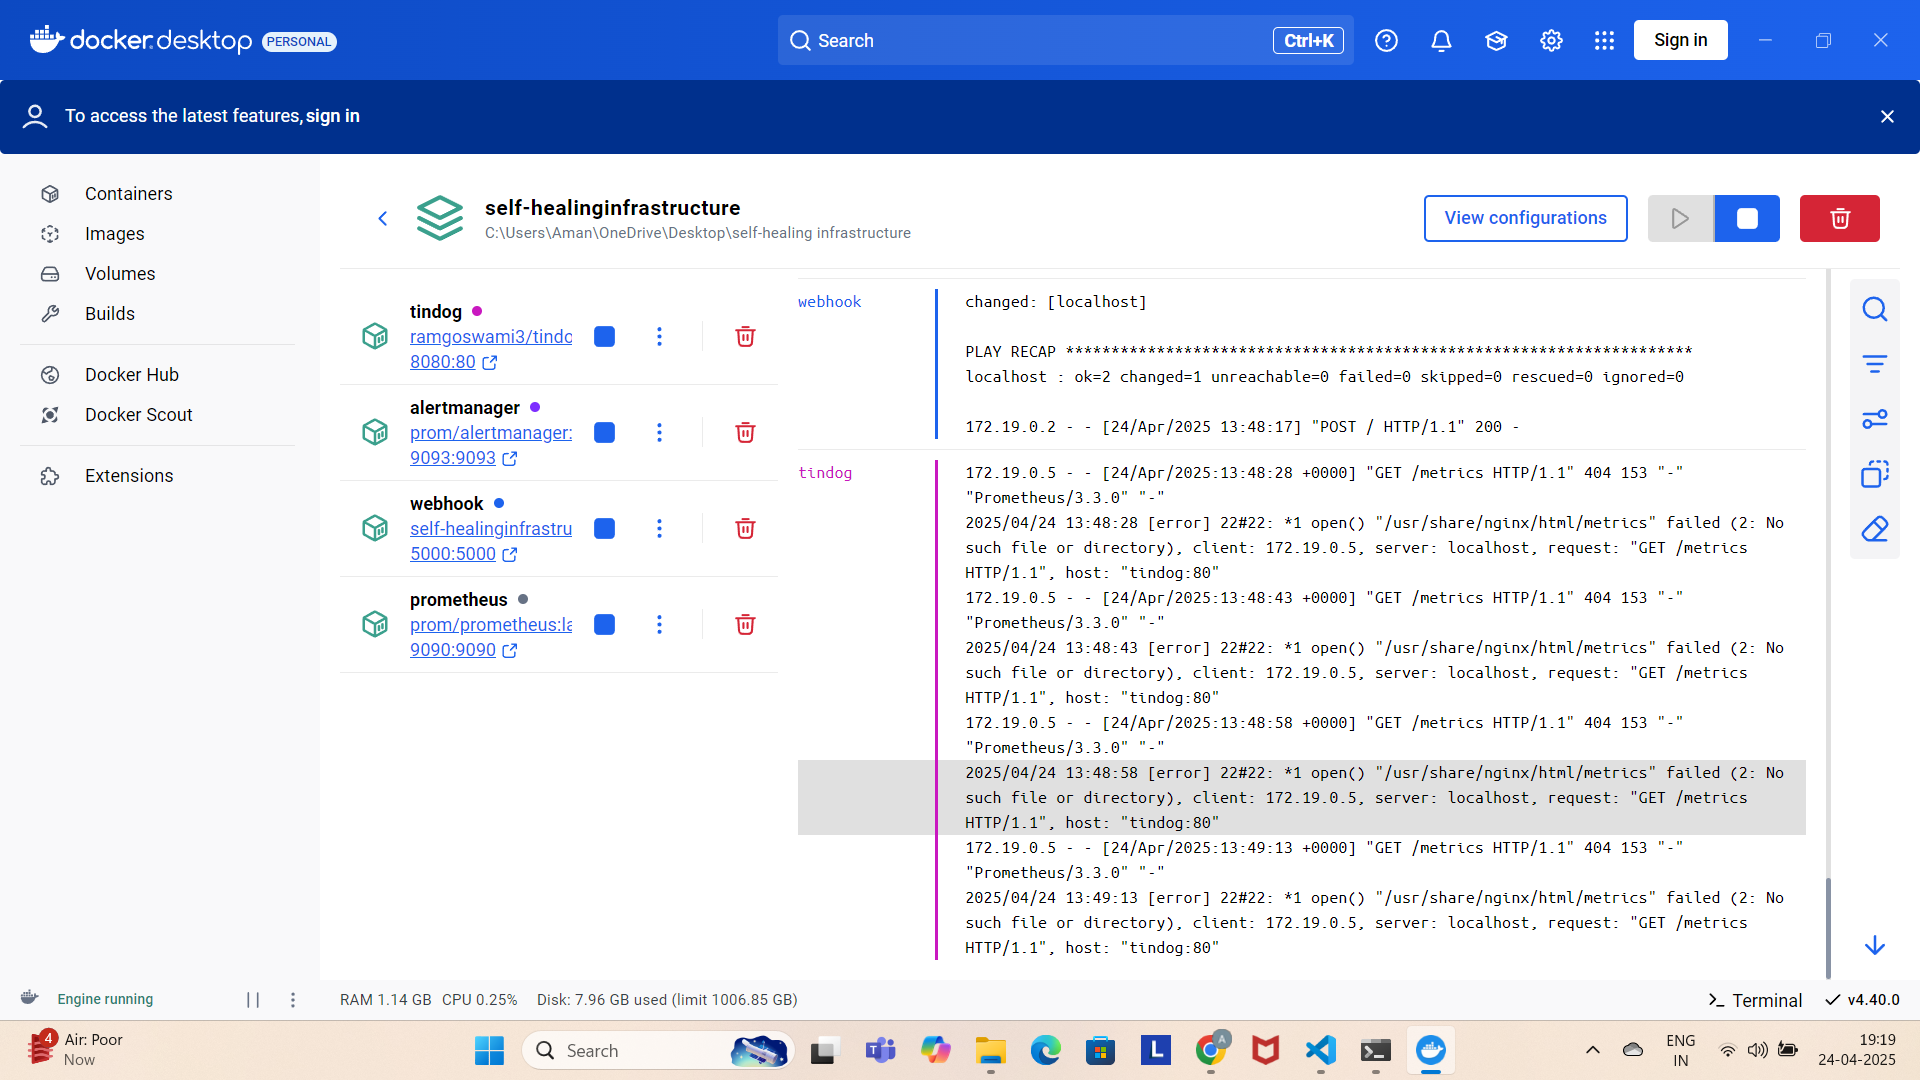 docker.desktop PERSONAL
Search Ctrl+K
Sign in
To access the latest features, sign in
Containers
Images
Volumes
Builds
Docker Hub
Docker Scout
Extensions
self-healinginfrastructure
C:\Users\Aman\OneDrive\Desktop\self-healing infrastructure
View configurations
tindog
ramgoswami3/tindo
8080:80
alertmanager
prom/alertmanager:
9093:9093
webhook
self-healinginfrastru
5000:5000
prometheus
prom/prometheus:la
9090:9090
webhook
changed: [localhost]
PLAY RECAP *********************************************************************
localhost : ok=2 changed=1 unreachable=0 failed=0 skipped=0 rescued=0 ignored=0
172.19.0.2 - - [24/Apr/2025 13:48:17] "POST / HTTP/1.1" 200 -
tindog
172.19.0.5 - - [24/Apr/2025:13:48:28 +0000] "GET /metrics HTTP/1.1" 404 153 "-"
"Prometheus/3.3.0" "-"
2025/04/24 13:48:28 [error] 22#22: *1 open() "/usr/share/nginx/html/metrics" failed (2: No
such file or directory), client: 172.19.0.5, server: localhost, request: "GET /metrics
HTTP/1.1", host: "tindog:80"
172.19.0.5 - - [24/Apr/2025:13:48:43 +0000] "GET /metrics HTTP/1.1" 404 153 "-"
"Prometheus/3.3.0" "-"
2025/04/24 13:48:43 [error] 22#22: *1 open() "/usr/share/nginx/html/metrics" failed (2: No
such file or directory), client: 172.19.0.5, server: localhost, request: "GET /metrics
HTTP/1.1", host: "tindog:80"
172.19.0.5 - - [24/Apr/2025:13:48:58 +0000] "GET /metrics HTTP/1.1" 404 153 "-"
"Prometheus/3.3.0" "-"
2025/04/24 13:48:58 [error] 22#22: *1 open() "/usr/share/nginx/html/metrics" failed (2: No
such file or directory), client: 172.19.0.5, server: localhost, request: "GET /metrics
HTTP/1.1", host: "tindog:80"
172.19.0.5 - - [24/Apr/2025:13:49:13 +0000] "GET /metrics HTTP/1.1" 404 153 "-"
"Prometheus/3.3.0" "-"
2025/04/24 13:49:13 [error] 22#22: *1 open() "/usr/share/nginx/html/metrics" failed (2: No
such file or directory), client: 172.19.0.5, server: localhost, request: "GET /metrics
HTTP/1.1", host: "tindog:80"
Engine running
RAM 1.14 GB CPU 0.25% Disk: 7.96 GB used (limit 1006.85 GB)
Terminal
v4.40.0
4
Air: Poor
Now
Search
L
A
ENG
IN
19:19
24-04-2025